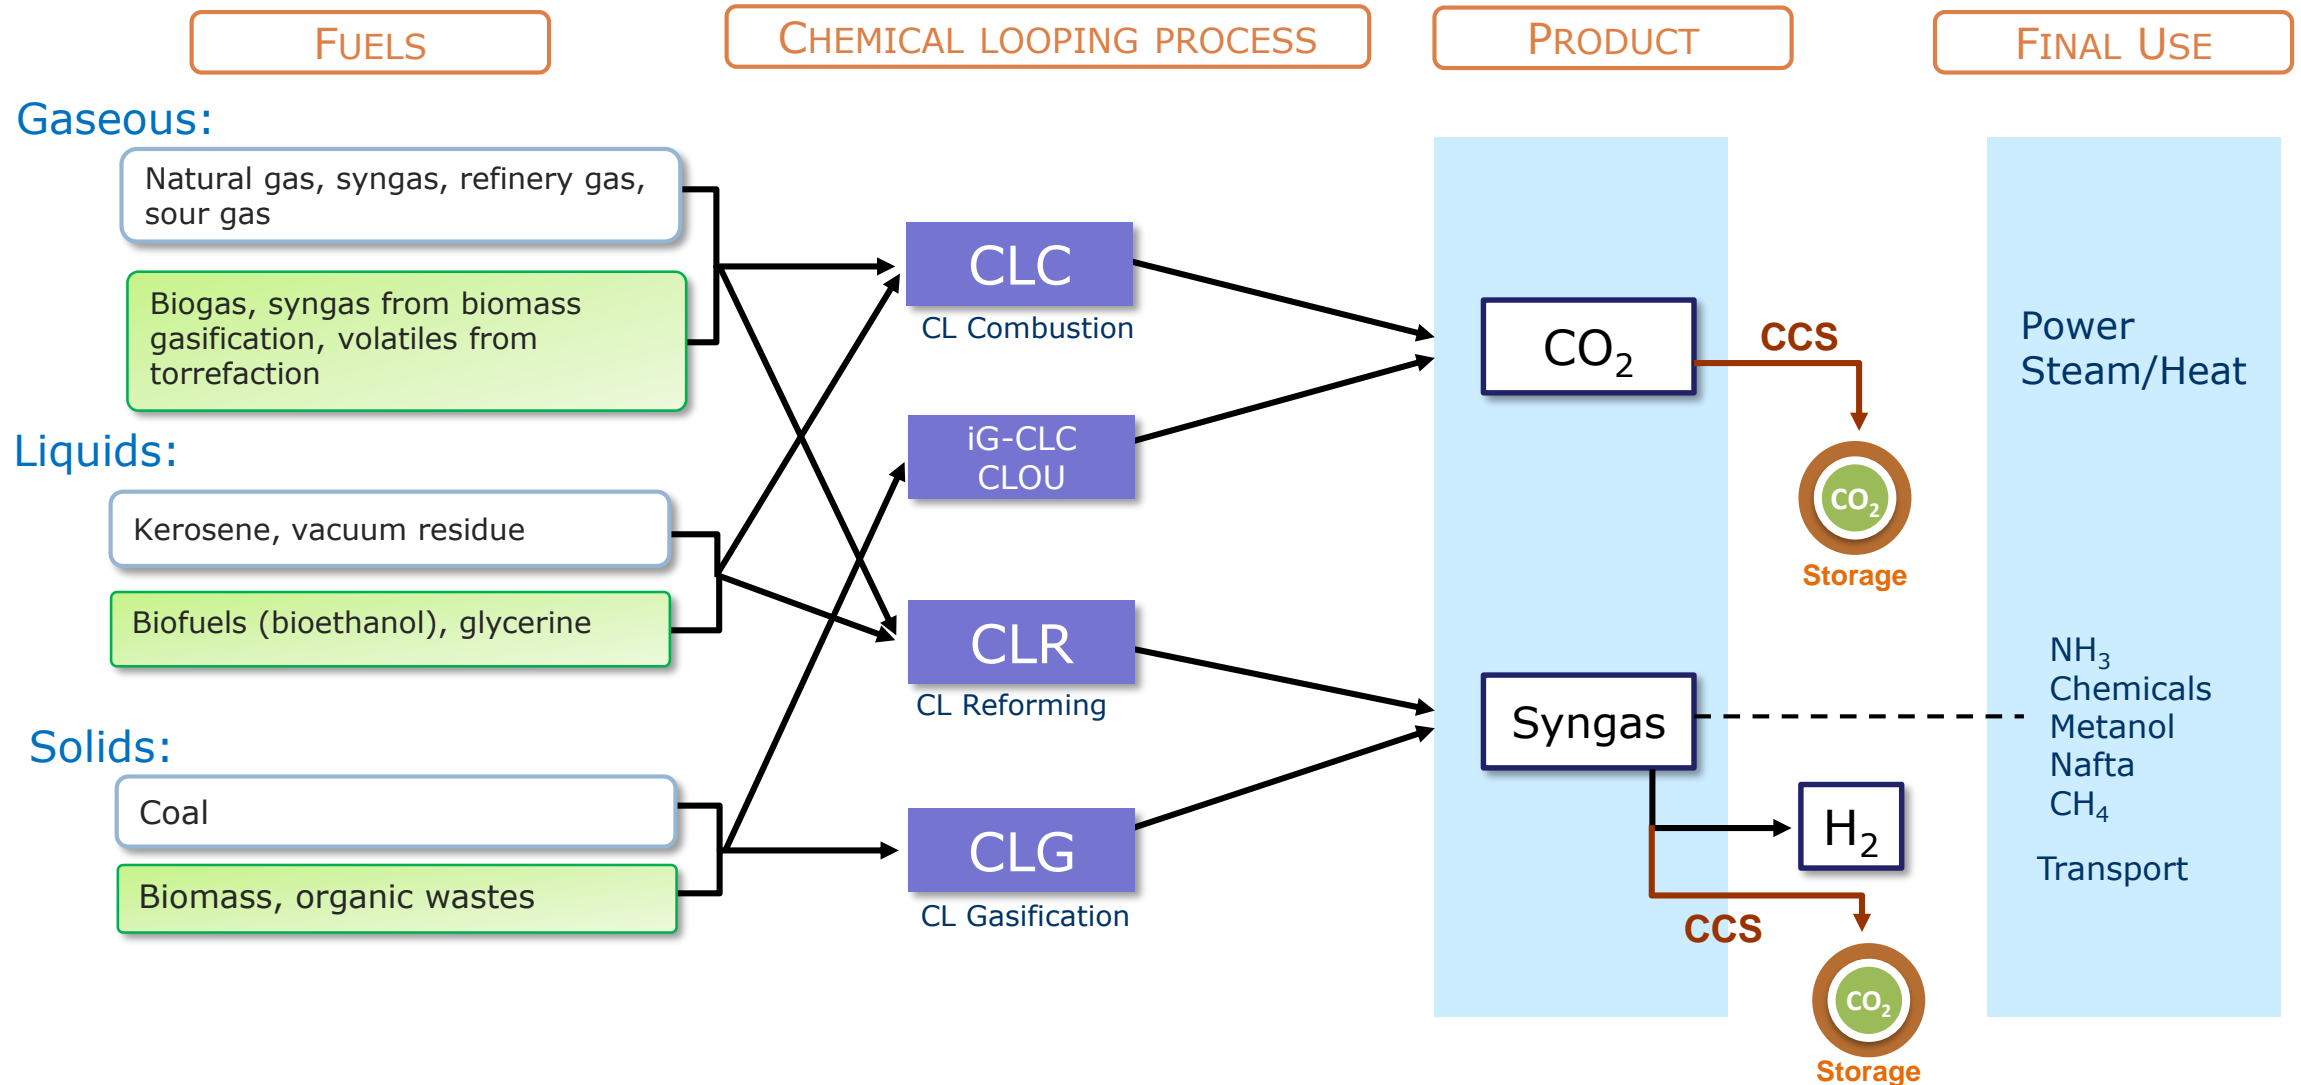 FUELS
CHEMICAL LOOPING PROCESS
PRODUCT
FINAL USE
Gaseous:
Natural gas, syngas, refinery gas,
sour gas
Biogas, syngas from biomass
gasification, volatiles from
torrefaction
Liquids:
Kerosene, vacuum residue
Biofuels (bioethanol), glycerine
Solids:
Coal
Biomass, organic wastes
CLC
CL Combustion
iG-CLC
CLOU
CLR
CL Reforming
CLG
CL Gasification
CO₂
CCS
CO₂
Storage
Syngas
H₂
CCS
CO₂
Storage
Power
Steam/Heat
NH₃
Chemicals
Metanol
Nafta
CH₄
Transport